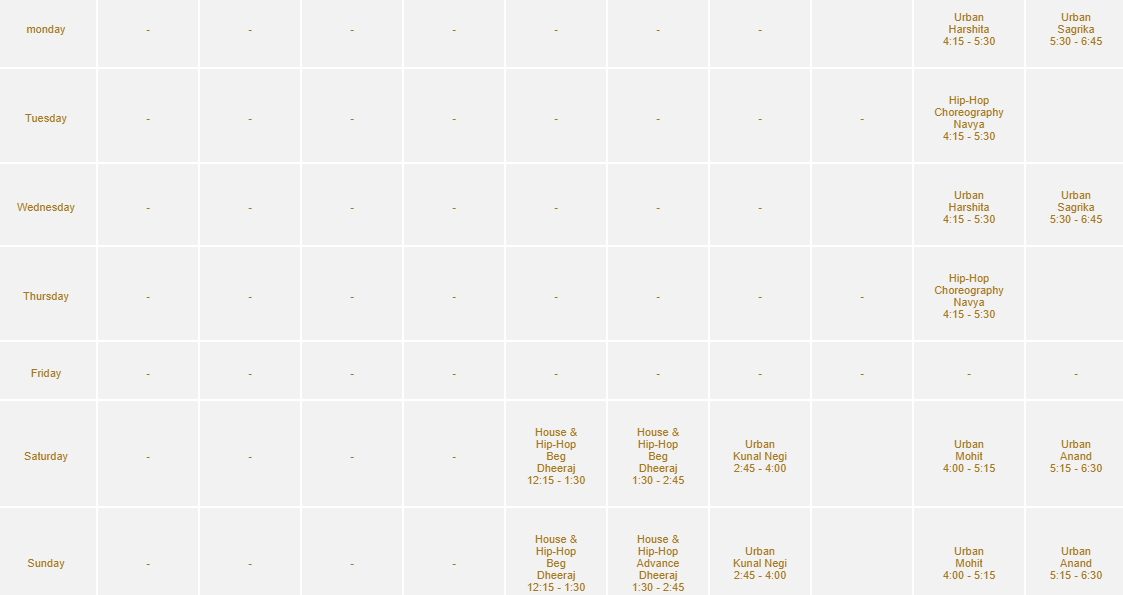 monday - - - - - - - Urban Harshita 4:15 - 5:30 Urban Sagrika 5:30 - 6:45
Tuesday - - - - - - - - Hip-Hop Choreography Navya 4:15 - 5:30
Wednesday - - - - - - - Urban Harshita 4:15 - 5:30 Urban Sagrika 5:30 - 6:45
Thursday - - - - - - - - Hip-Hop Choreography Navya 4:15 - 5:30
Friday - - - - - - - - - -
Saturday - - - - House & Hip-Hop Beg Dheeraj 12:15 - 1:30 House & Hip-Hop Beg Dheeraj 1:30 - 2:45 Urban Kunal Negi 2:45 - 4:00 Urban Mohit 4:00 - 5:15 Urban Anand 5:15 - 6:30
Sunday - - - - House & Hip-Hop Beg Dheeraj 12:15 - 1:30 House & Hip-Hop Advance Dheeraj 1:30 - 2:45 Urban Kunal Negi 2:45 - 4:00 Urban Mohit 4:00 - 5:15 Urban Anand 5:15 - 6:30